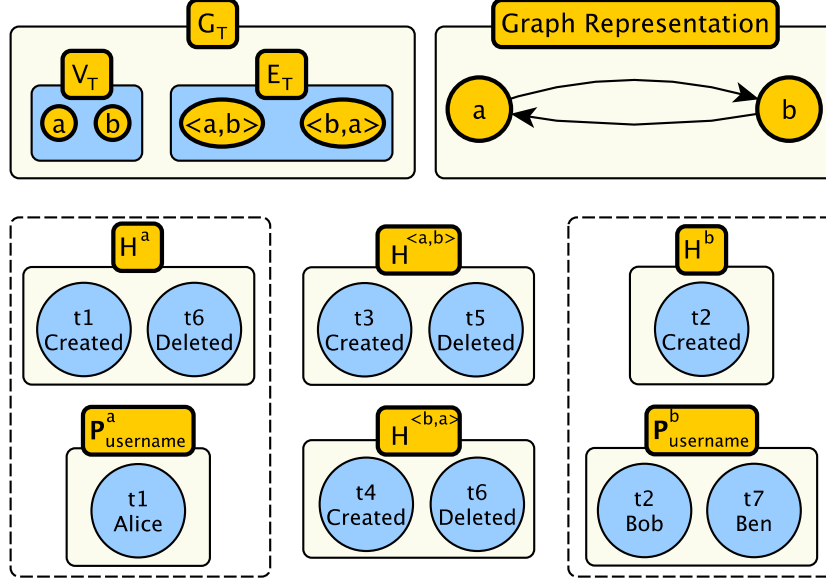 G_T
Graph Representation
V_T
E_T
a
b
<a,b>
<b,a>
a
b
H^a
t1
Created
t6
Deleted
P^a_username
t1
Alice
H^<a,b>
t3
Created
t5
Deleted
H^<b,a>
t4
Created
t6
Deleted
H^b
t2
Created
P^b_username
t2
Bob
t7
Ben